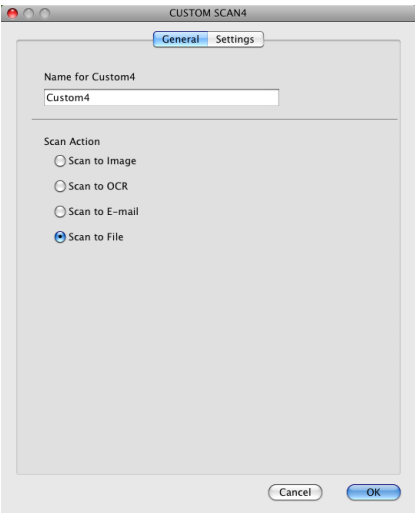 CUSTOM SCAN4
General Settings
Name for Custom4
Custom4
Scan Action
Scan to Image
Scan to OCR
Scan to E-mail
Scan to File
Cancel OK